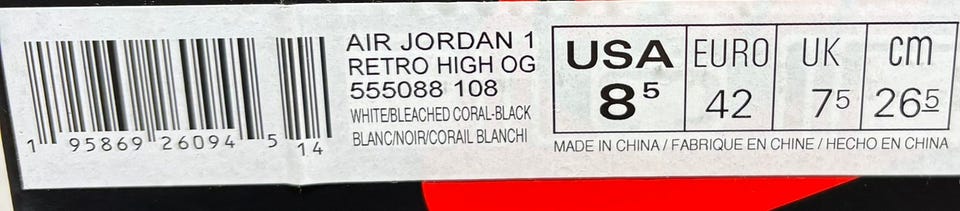 AIR JORDAN 1
RETRO HIGH OG
555088 108
WHITE/BLEACHED CORAL-BLACK
BLANC/NOIR/CORAIL BLANCHI
1 95869 26094 5 14
USA EURO UK cm
8⁵ 42 7⁵ 26⁵
MADE IN CHINA / FABRIQUE EN CHINE / HECHO EN CHINA